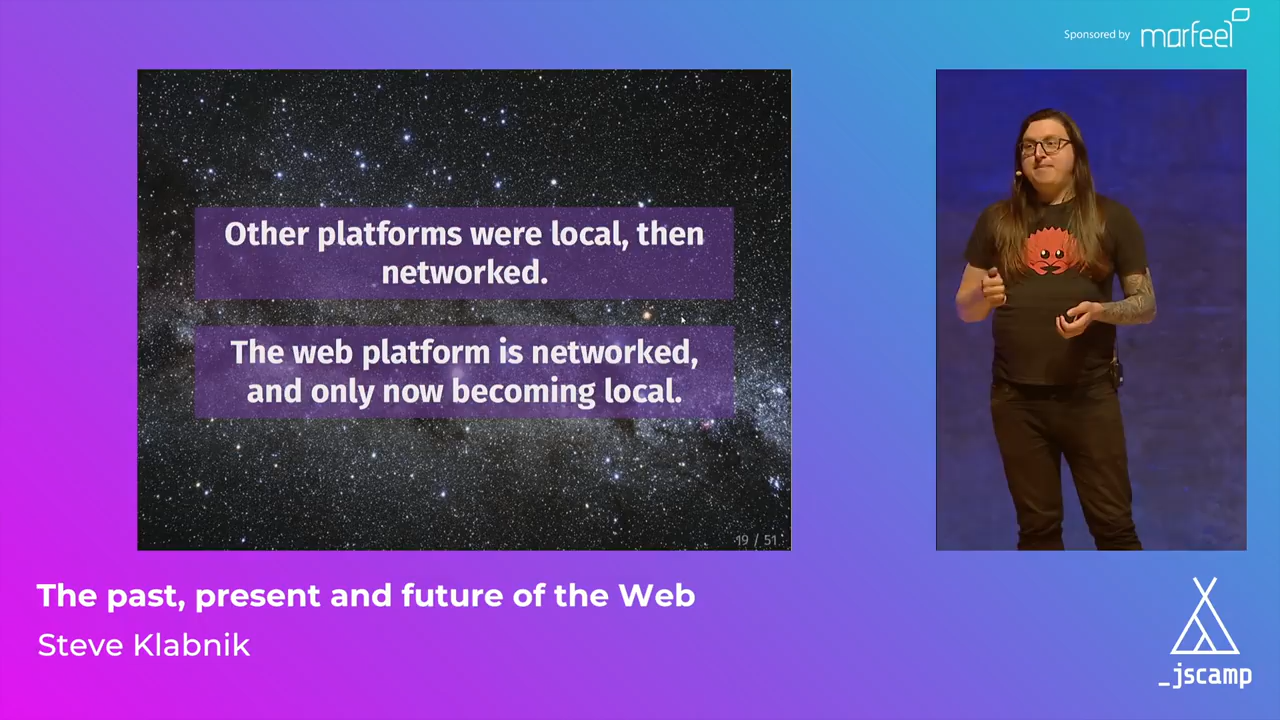 Sponsored by marfeel
Other platforms were local, then
networked.
The web platform is networked,
and only now becoming local.
19 / 51
The past, present and future of the Web
Steve Klabnik
_jscamp